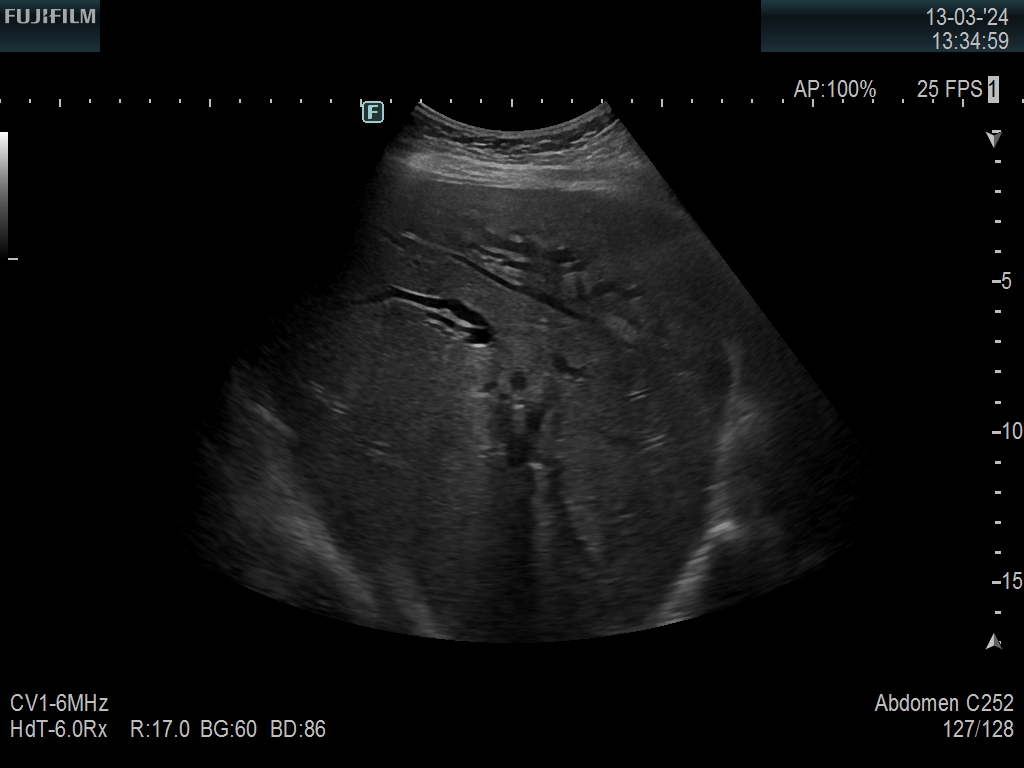 FUJIFILM
13-03-'24
13:34:59
AP:100% 25 FPS 1
F
5
10
15
CV1-6MHz
HdT-6.0Rx R:17.0 BG:60 BD:86
Abdomen C252
127/128